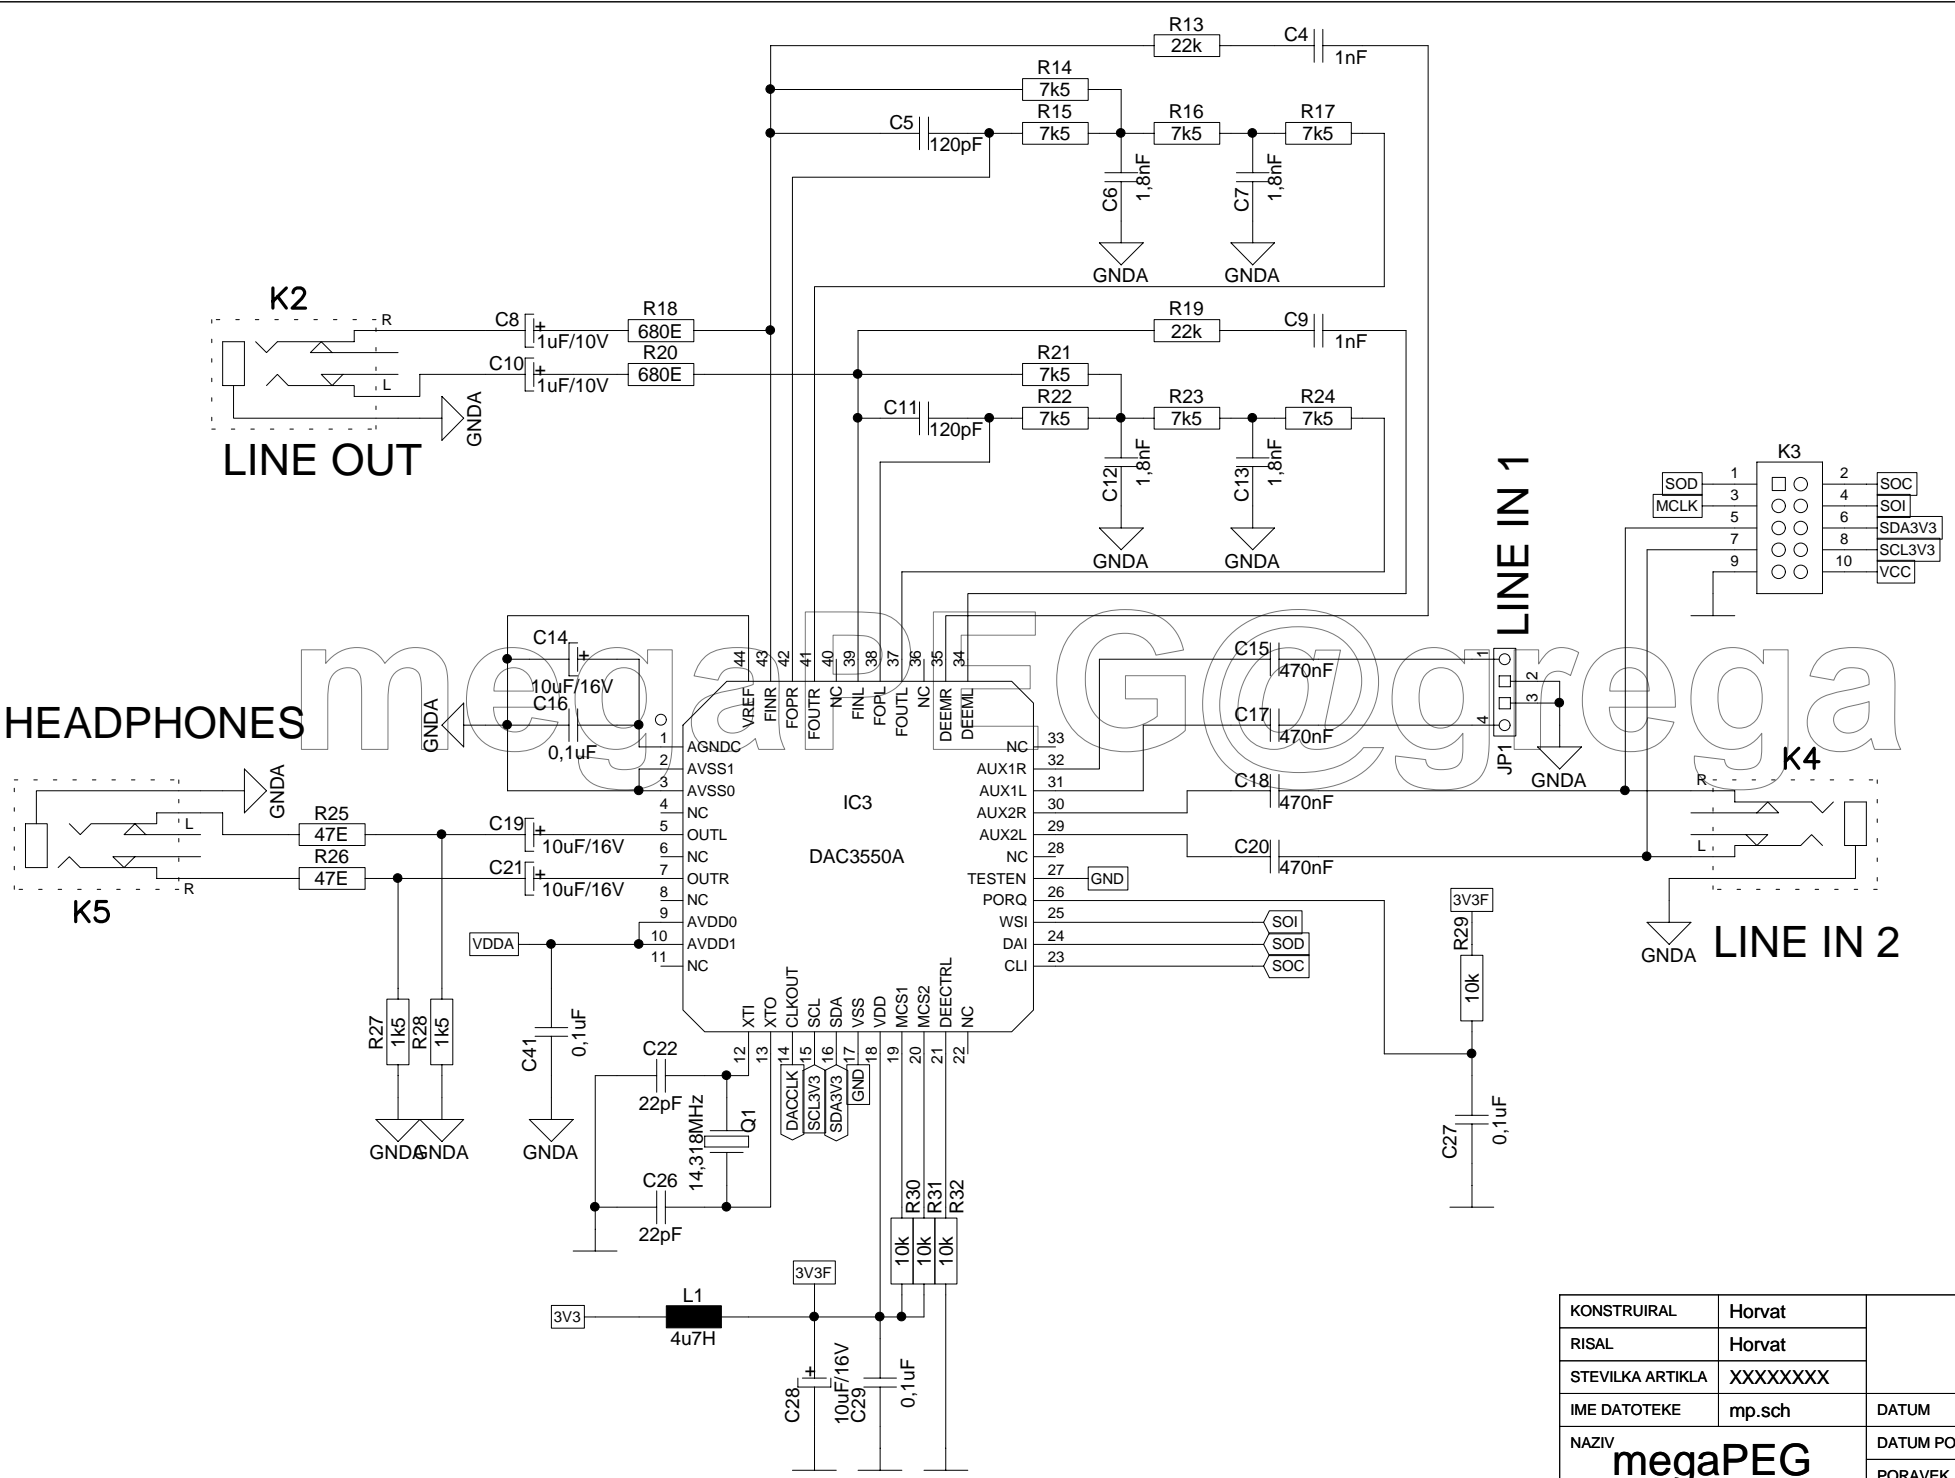 R13
22k
C4
1nF
R14
7k5
C5
120pF
R15
7k5
R16
7k5
R17
7k5
C6
1,8nF
C7
1,8nF
GNDA
GNDA
K2
R
L
C8
+
1uF/10V
R18
680E
C10
+
1uF/10V
R20
680E
GNDA
LINE OUT
R19
22k
C9
1nF
R21
7k5
C11
120pF
R22
7k5
R23
7k5
R24
7k5
C12
1,8nF
C13
1,8nF
GNDA
GNDA
LINE IN 1
K3
SOD
1
2
SOC
MCLK
3
4
SOI
5
6
SDA3V3
7
8
SCL3V3
9
10
VCC
megaPEG@grega
C14
+
10uF/16V
C16
0,1uF
GNDA
44 43 42 41 40 39 38 37 36 35 34
VREF FINR FOPR FOUTR NC FINL FOPL FOUTL NC DEEMR DEEML
C15
470nF
C17
470nF
C18
470nF
C20
470nF
1
2
3
4
JP1
GNDA
K4
R
L
GNDA
LINE IN 2
HEADPHONES
GNDA
L
R
K5
R25
47E
R26
47E
C19
+
10uF/16V
C21
+
10uF/16V
1 AGNDC
2 AVSS1
3 AVSS0
4 NC
5 OUTL
6 NC
7 OUTR
8 NC
9 AVDD0
10 AVDD1
11 NC
IC3
DAC3550A
NC 33
AUX1R 32
AUX1L 31
AUX2R 30
AUX2L 29
NC 28
TESTEN 27 GND
PORQ 26
WSI 25 SOI
DAI 24 SOD
CLI 23 SOC
VDDA
3V3F
R29
10k
C27
0,1uF
R27
1k5
R28
1k5
GNDA
GNDA
C41
0,1uF
GNDA
XTI XTO CLKOUT SCL SDA VSS VDD MCS1 MCS2 DEECTRL NC
12 13 14 15 16 17 18 19 20 21 22
DACCLK
SCL3V3
SDA3V3
GND
C22
22pF
14,318MHz
Q1
C26
22pF
R30
10k
R31
10k
R32
10k
3V3F
3V3
L1
4u7H
C28
+
10uF/16V
C29
0,1uF
KONSTRUIRAL Horvat
RISAL Horvat
STEVILKA ARTIKLA XXXXXXXX
IME DATOTEKE mp.sch DATUM
NAZIV megaPEG DATUM PO
PORAVEK